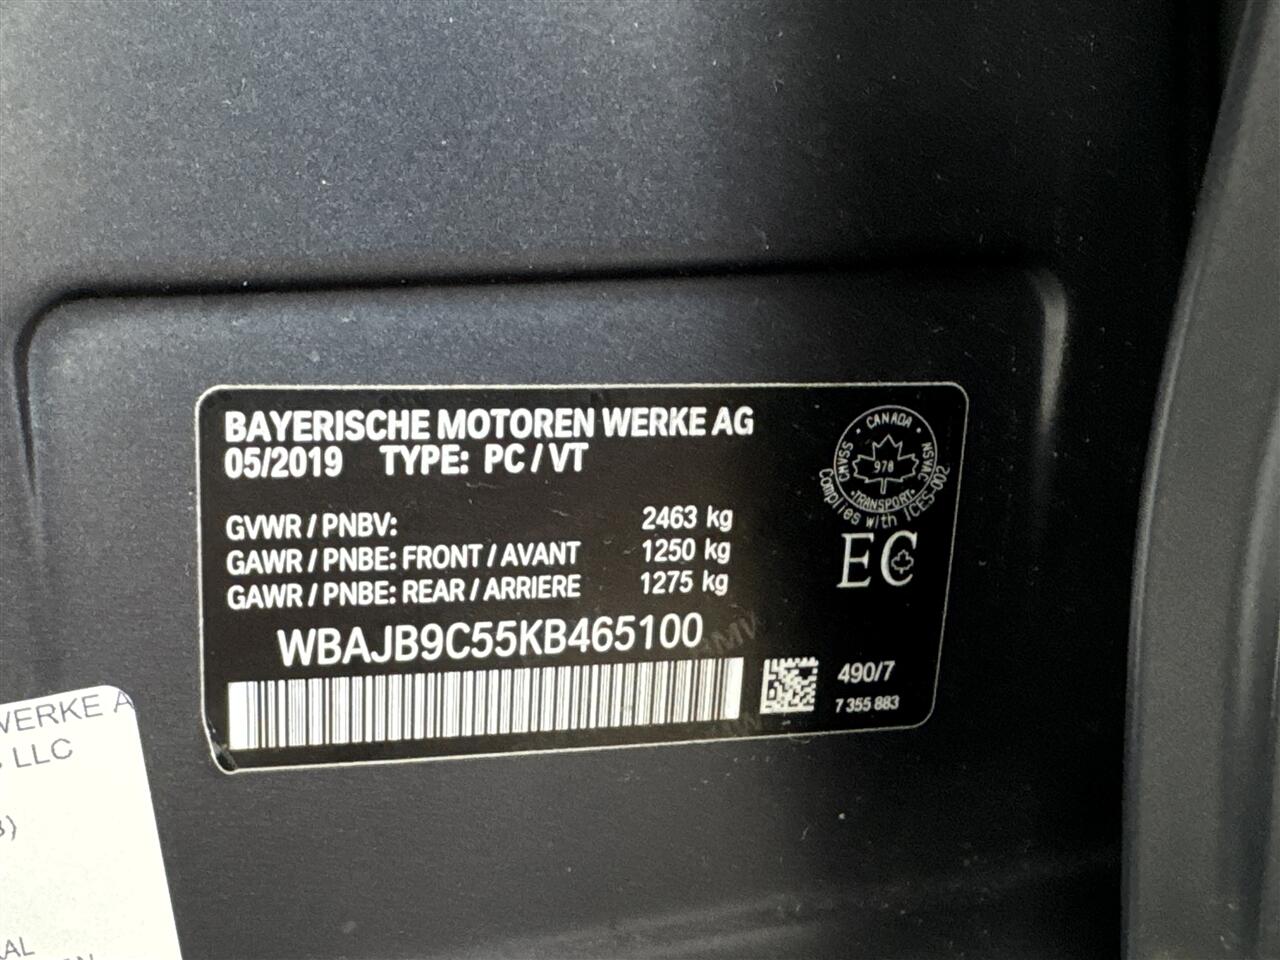 BAYERISCHE MOTOREN WERKE AG
05/2019 TYPE: PC / VT
GVWR / PNBV: 2463 kg
GAWR / PNBE: FRONT / AVANT 1250 kg
GAWR / PNBE: REAR / ARRIERE 1275 kg
WBAJB9C55KB465100
490/7
7 355 883
CANADA
CMVSS NSVAC
978
TRANSPORT
Complies with ICES-002
EC
WERKE A
LLC